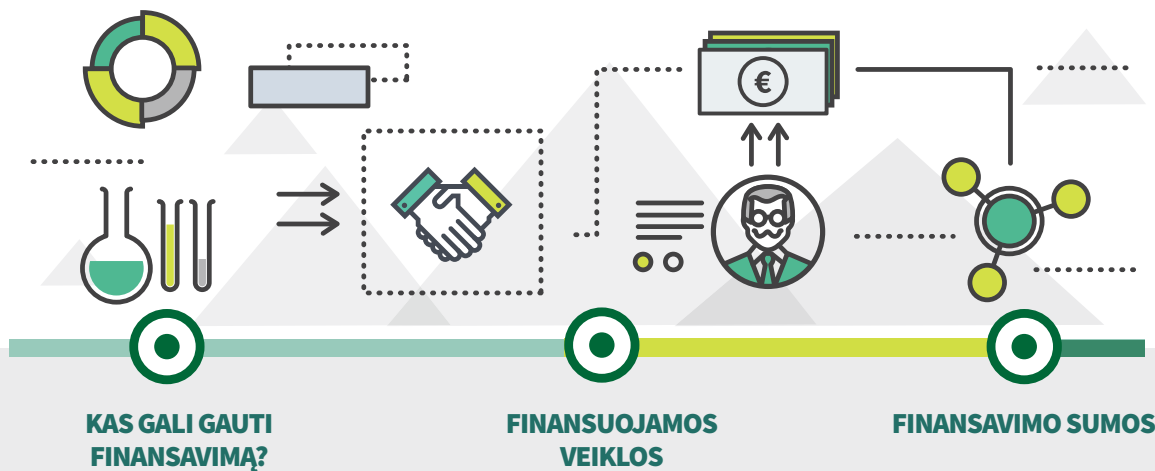 €
KAS GALI GAUTI
FINANSAVIMĄ?
FINANSUOJAMOS
VEIKLOS
FINANSAVIMO SUMOS